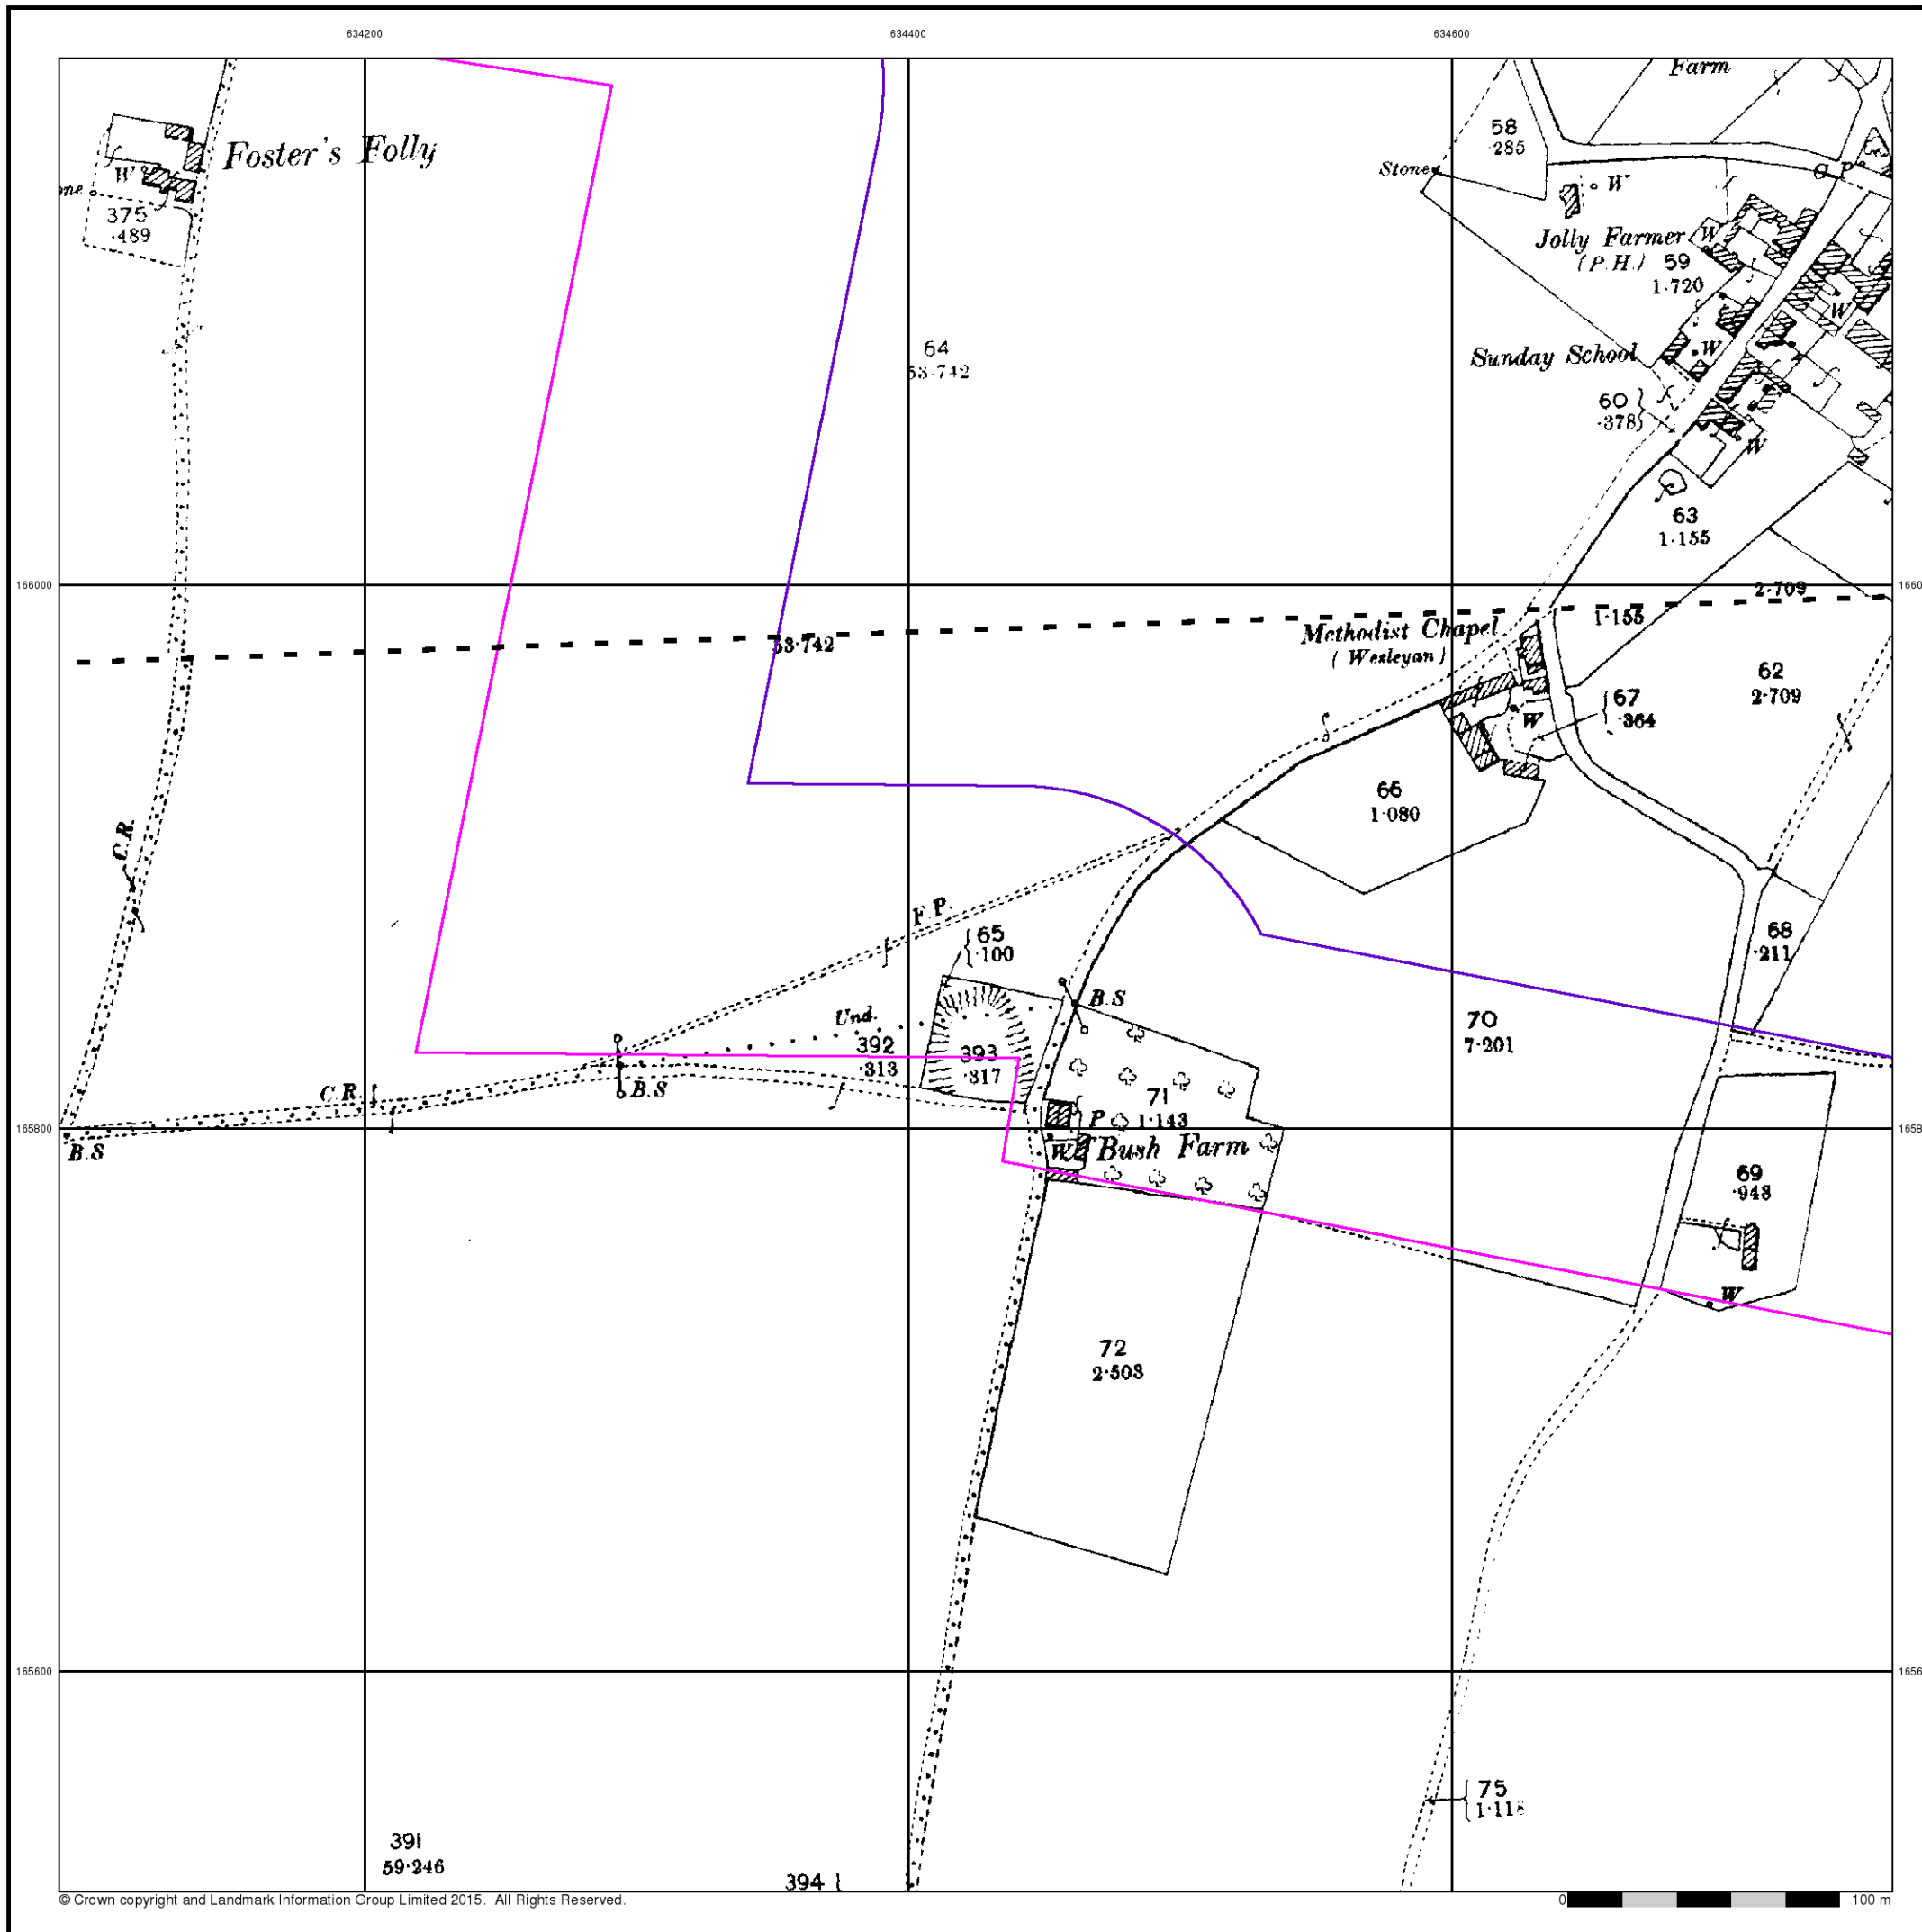 634200
634400
634600
Farm
58
·285
Stone
G.P
W
Foster's Folly
W
375
·489
Jolly Farmer
(P.H.)
W
59
1·720
W
64
53·742
Sunday School
W
60
·378
W
63
1·155
166000
2·709
1·155
53·742
Methodist Chapel
( Wesleyan )
62
2·709
67
·364
W
66
1·080
C.R.
F.P.
65
·100
68
·211
B.S
Und.
70
7·201
392
·313
393
·317
C.R.
B.S
71
1·143
P
165800
B.S
W
Bush Farm
69
·948
W
72
2·503
165600
75
391
59·246
394
© Crown copyright and Landmark Information Group Limited 2015. All Rights Reserved.
0
100 m